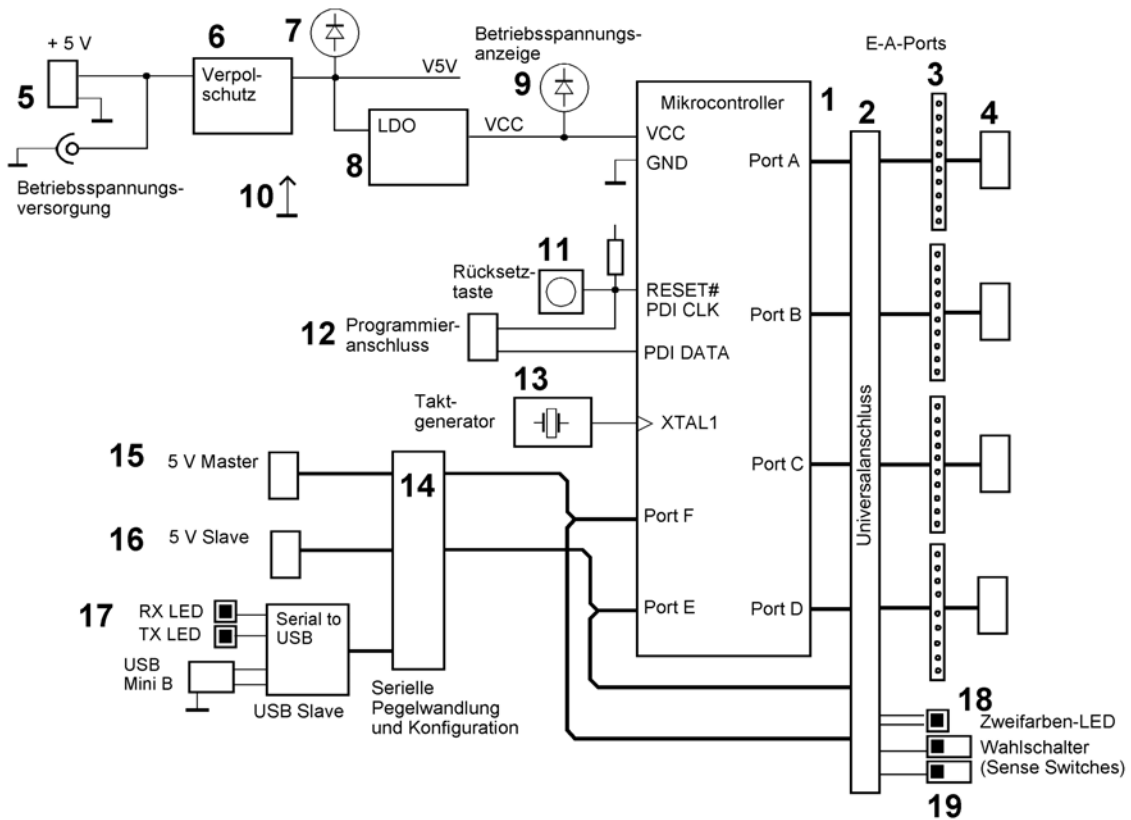 + 5 V
5
6
Verpol-
schutz
7
V5V
Betriebsspannungs-
anzeige
9
LDO
8
VCC
Betriebsspannungs-
versorgung
10
Mikrocontroller
1
VCC
GND
Port A
E-A-Ports
2
3
4
11
Rücksetz-
taste
RESET#
PDI CLK
Port B
12
Programmier-
anschluss
PDI DATA
13
Takt-
generator
XTAL1
Port C
Universalanschluss
15
5 V Master
14
16
5 V Slave
Port F
17
RX LED
TX LED
Serial to
USB
Port E
Port D
USB
Mini B
USB Slave
Serielle
Pegelwandlung
und Konfiguration
18
Zweifarben-LED
Wahlschalter
(Sense Switches)
19